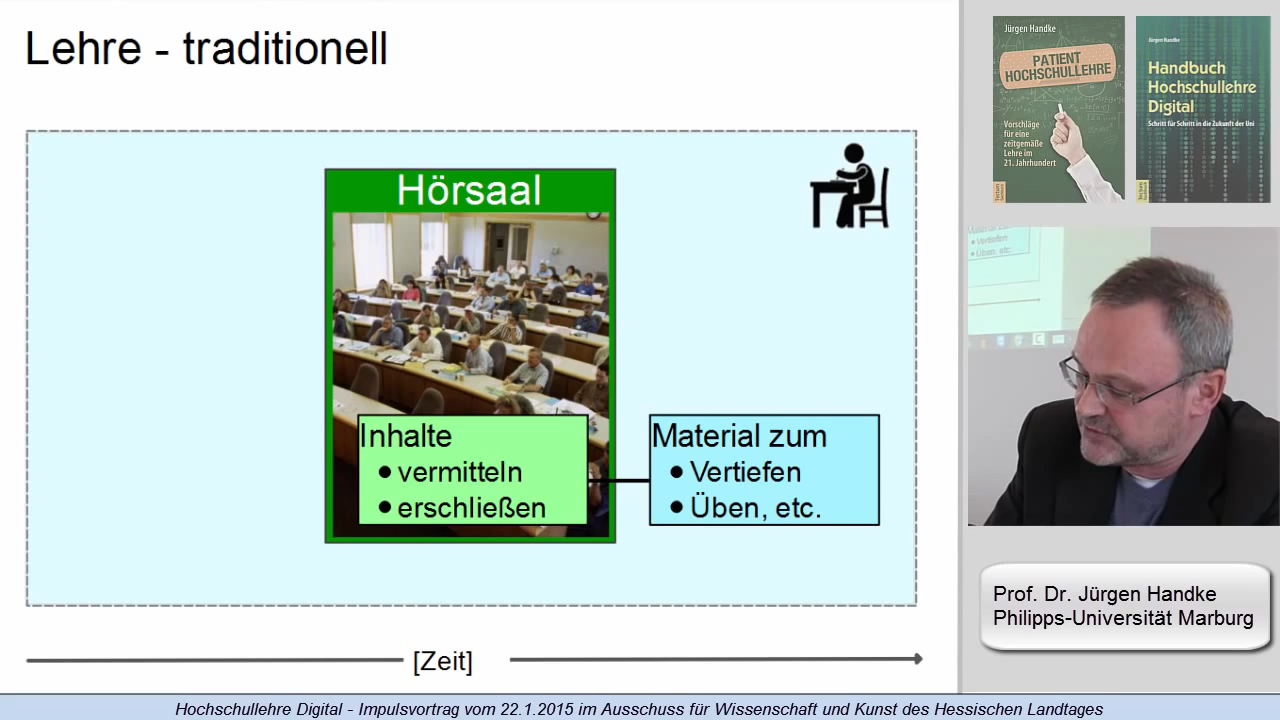 Lehre - traditionell
Hörsaal
Inhalte
• vermitteln
• erschließen
Material zum
• Vertiefen
• Üben, etc.
[Zeit]
Jürgen Handke
PATIENT
HOCHSCHULLEHRE
Vorschläge
für eine
zeitgemäße
Lehre im
21. Jahrhundert
Jürgen Handke
Handbuch
Hochschullehre
Digital
Schritt für Schritt in die Zukunft der Uni
• Vertiefen
• Üben, etc.
Prof. Dr. Jürgen Handke
Philipps-Universität Marburg
Hochschullehre Digital - Impulsvortrag vom 22.1.2015 im Ausschuss für Wissenschaft und Kunst des Hessischen Landtages